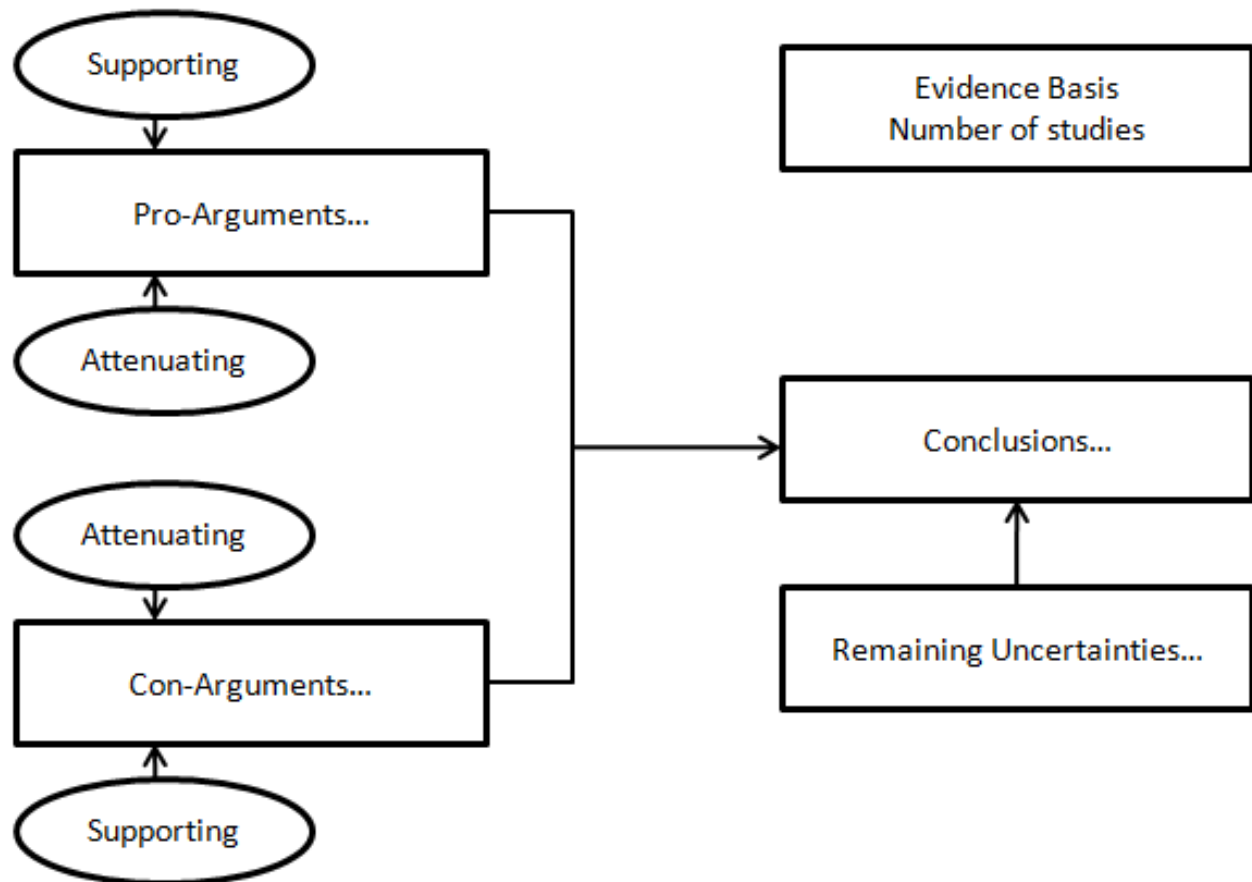 Supporting
Evidence Basis
Number of studies
Pro-Arguments...
Attenuating
Conclusions...
Attenuating
Remaining Uncertainties...
Con-Arguments...
Supporting